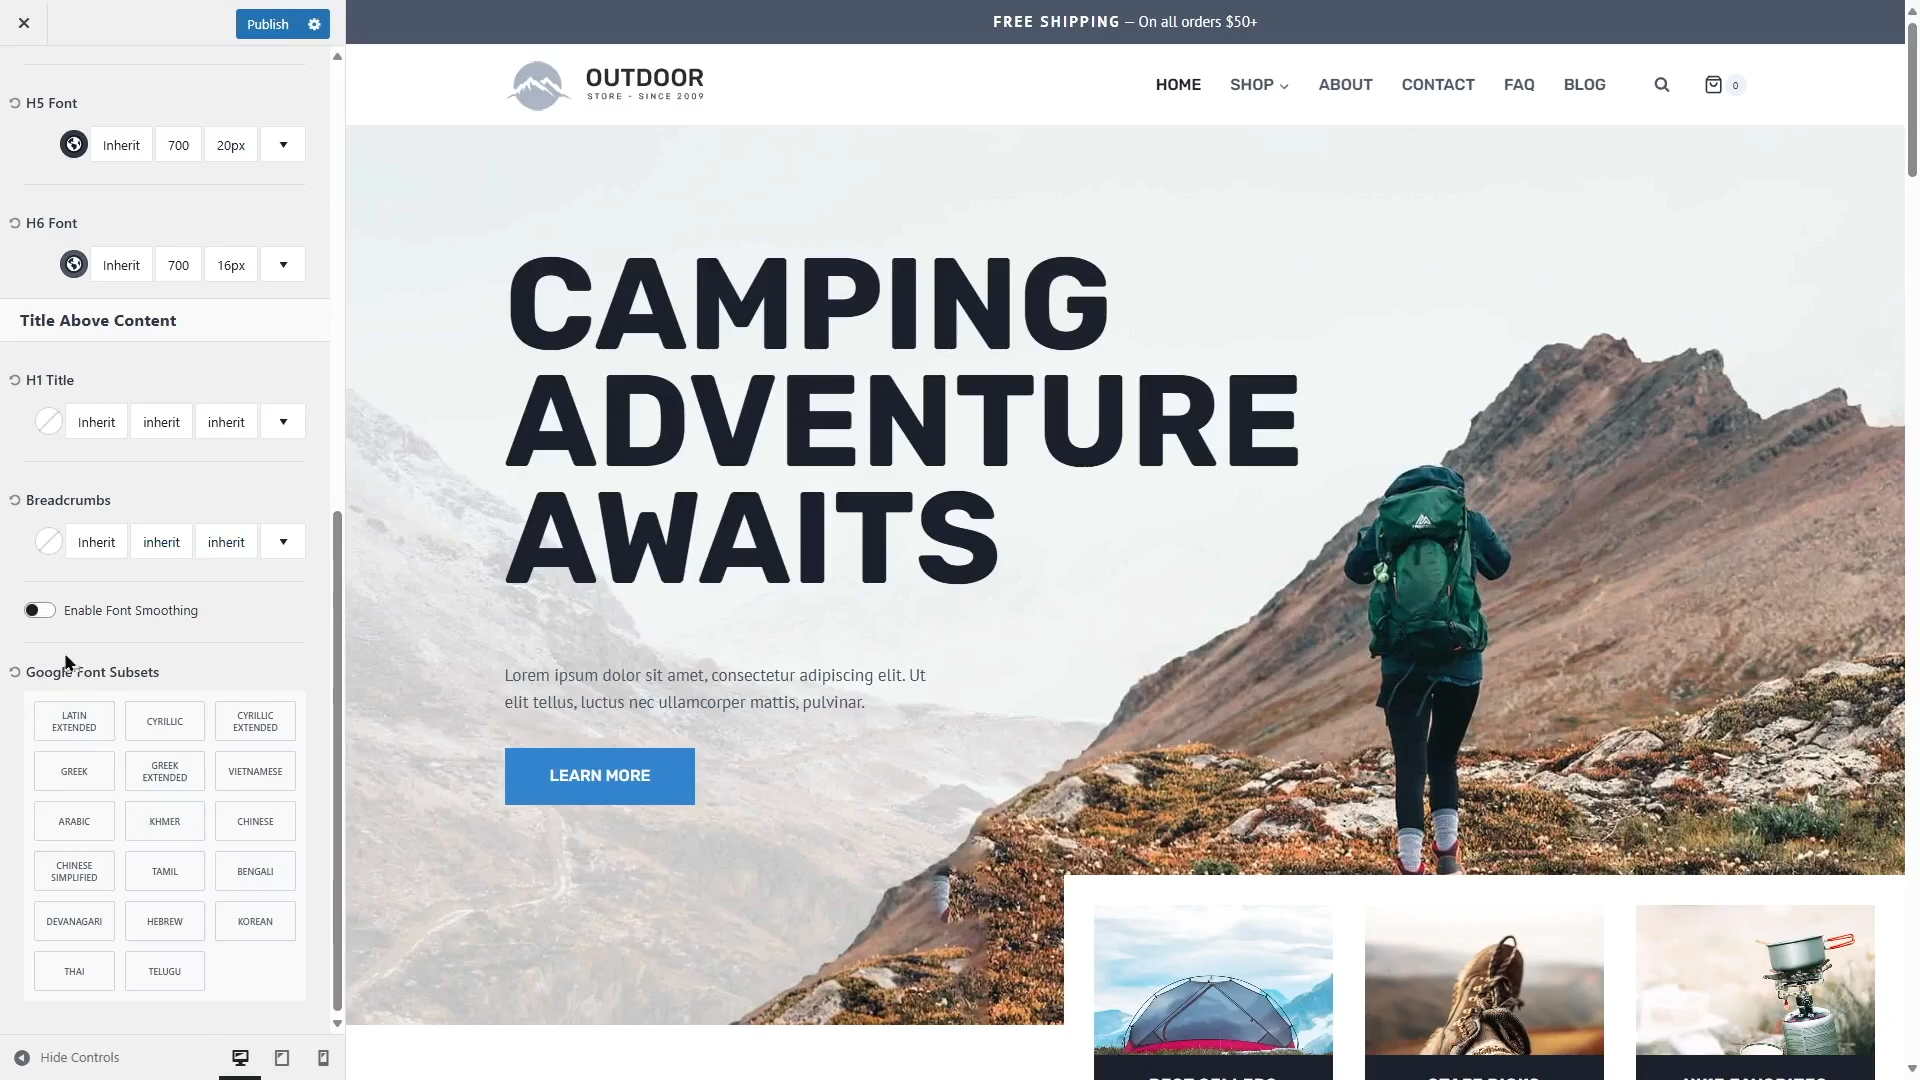 Publish
H5 Font
Inherit 700 20px
H6 Font
Inherit 700 16px
Title Above Content
H1 Title
Inherit inherit inherit
Breadcrumbs
Inherit inherit inherit
Enable Font Smoothing
Google Font Subsets
LATIN EXTENDED
CYRILLIC
CYRILLIC EXTENDED
GREEK
GREEK EXTENDED
VIETNAMESE
ARABIC
KHMER
CHINESE
CHINESE SIMPLIFIED
TAMIL
BENGALI
DEVANAGARI
HEBREW
KOREAN
THAI
TELUGU
Hide Controls
FREE SHIPPING — On all orders $50+
OUTDOOR
STORE - SINCE 2009
HOME SHOP ABOUT CONTACT FAQ BLOG 0
CAMPING
ADVENTURE
AWAITS
Lorem ipsum dolor sit amet, consectetur adipiscing elit. Ut
elit tellus, luctus nec ullamcorper mattis, pulvinar.
LEARN MORE